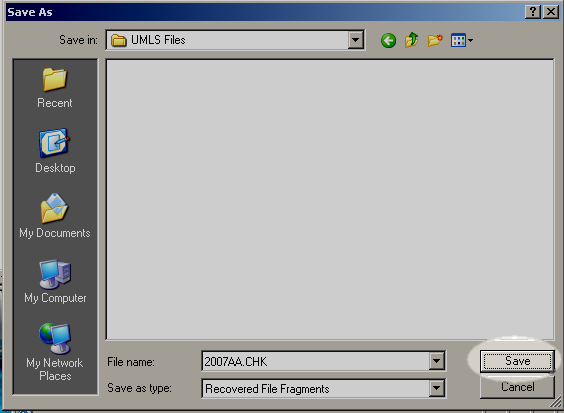 Save As
Save in:
UMLS Files
Recent
Desktop
My Documents
My Computer
My Network
Places
File name:
2007AA.CHK
Save
Save as type:
Recovered File Fragments
Cancel